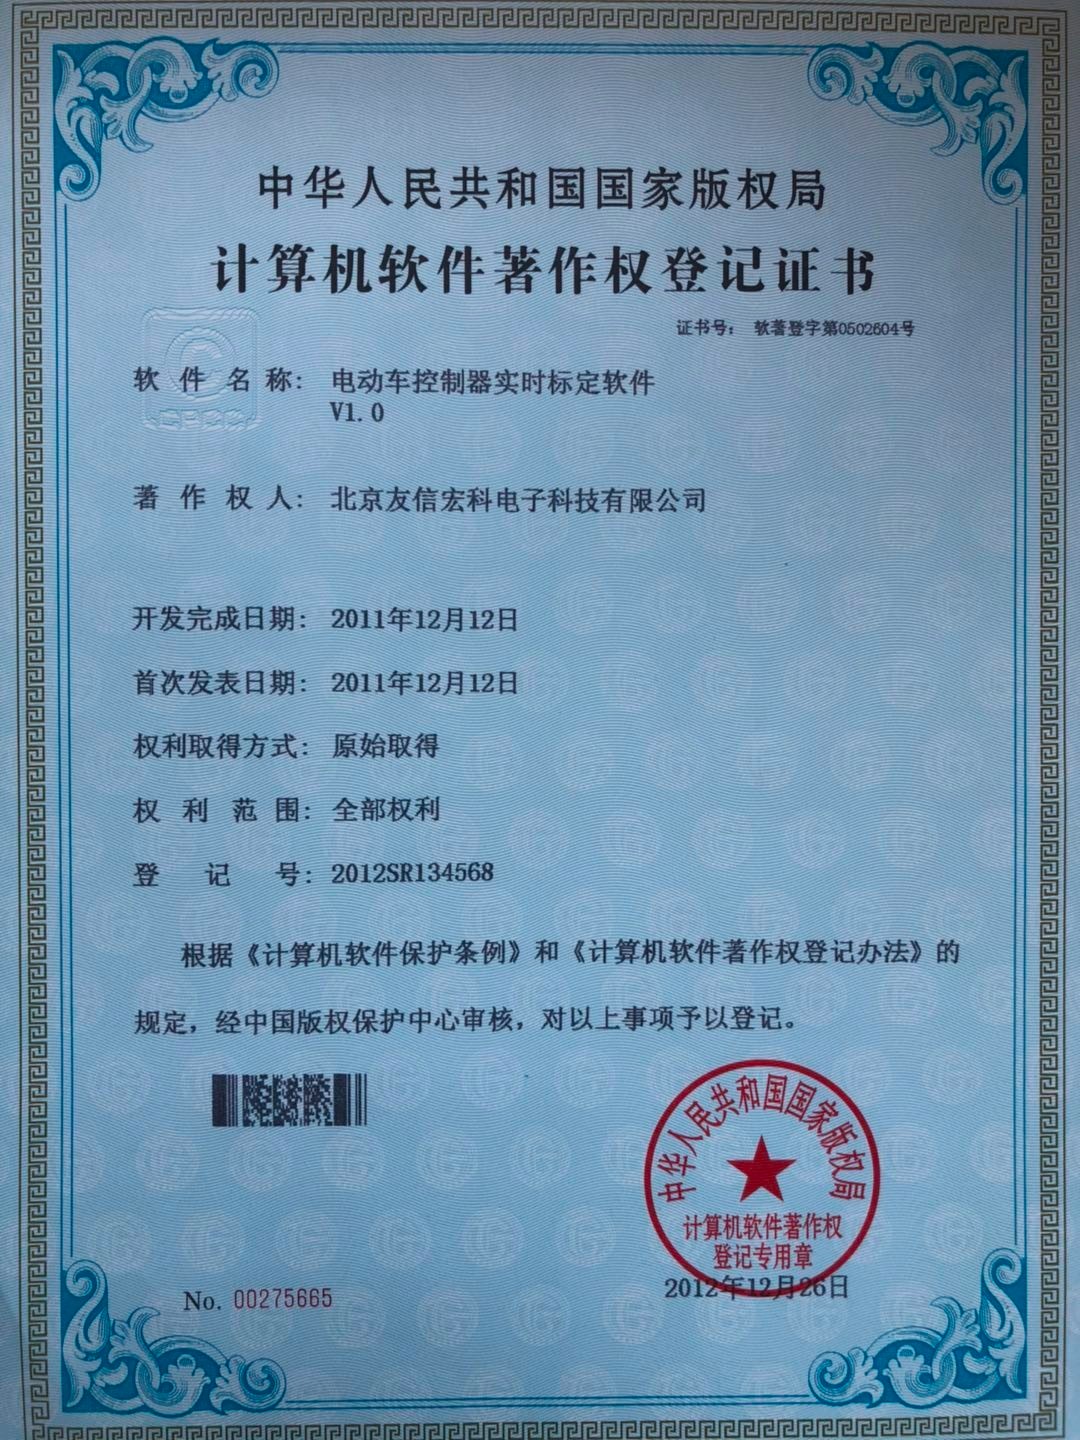 中华人民共和国国家版权局
计算机软件著作权登记证书
证书号： 软著登字第0502604号
软件名称： 电动车控制器实时标定软件
V1.0
著作权人： 北京友信宏科电子科技有限公司
开发完成日期： 2011年12月12日
首次发表日期： 2011年12月12日
权利取得方式： 原始取得
权利范围： 全部权利
登记号： 2012SR134568
根据《计算机软件保护条例》和《计算机软件著作权登记办法》的
规定，经中国版权保护中心审核，对以上事项予以登记。
中华人民共和国国家版权局
计算机软件著作权
登记专用章
2012年12月26日
No. 00275665